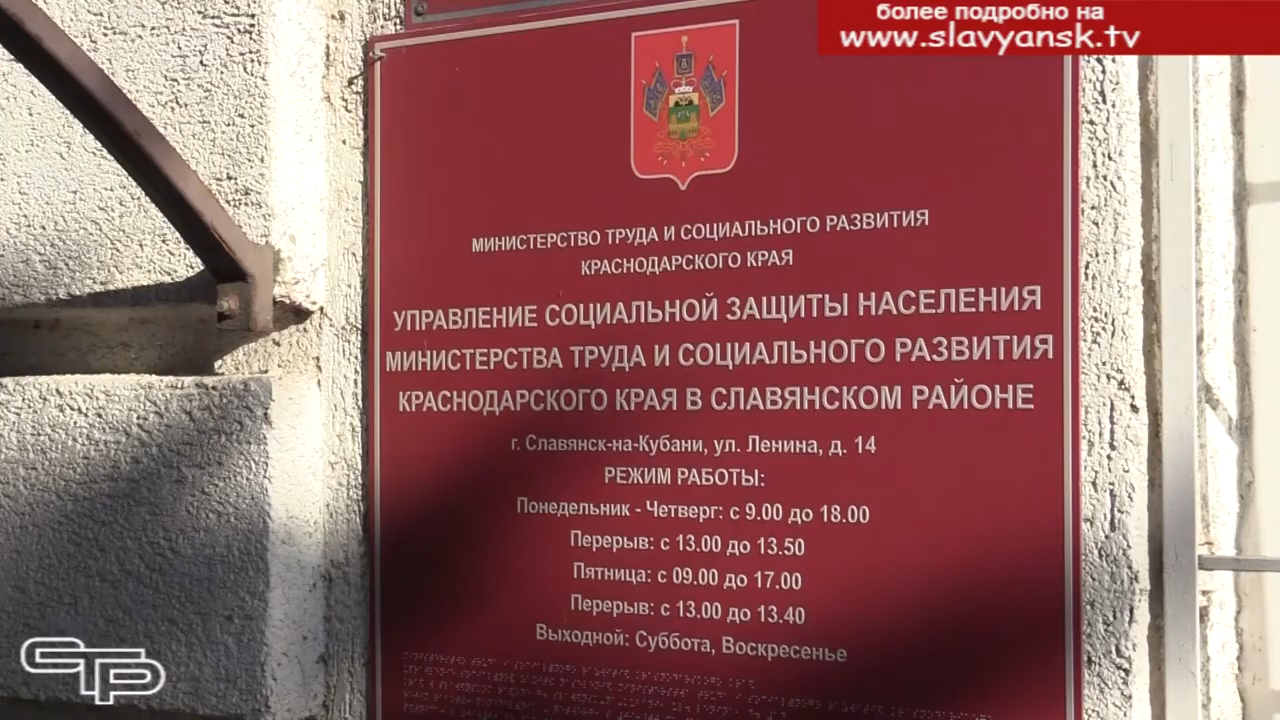 более подробно на
www.slavyansk.tv
МИНИСТЕРСТВО ТРУДА И СОЦИАЛЬНОГО РАЗВИТИЯ
КРАСНОДАРСКОГО КРАЯ
УПРАВЛЕНИЕ СОЦИАЛЬНОЙ ЗАЩИТЫ НАСЕЛЕНИЯ
МИНИСТЕРСТВА ТРУДА И СОЦИАЛЬНОГО РАЗВИТИЯ
КРАСНОДАРСКОГО КРАЯ В СЛАВЯНСКОМ РАЙОНЕ
г. Славянск-на-Кубани, ул. Ленина, д. 14
РЕЖИМ РАБОТЫ:
Понедельник - Четверг: с 9.00 до 18.00
Перерыв: с 13.00 до 13.50
Пятница: с 09.00 до 17.00
Перерыв: с 13.00 до 13.40
Выходной: Суббота, Воскресенье
СТР